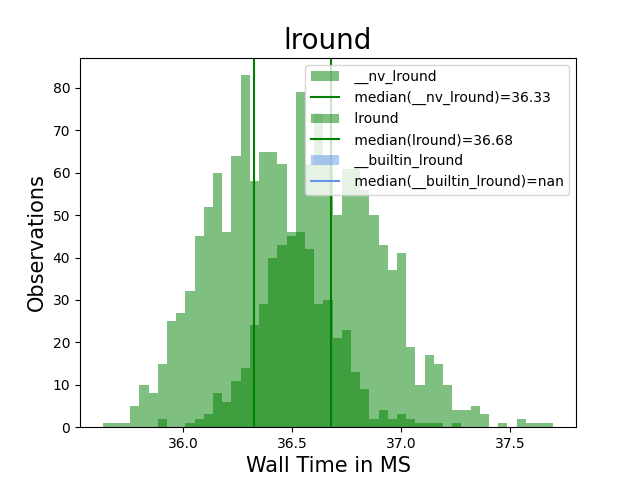 lround
__nv_lround
median(__nv_lround)=36.33
lround
median(lround)=36.68
__builtin_lround
median(__builtin_lround)=nan
Observations
80
70
60
50
40
30
20
10
0
36.0 36.5 37.0 37.5
Wall Time in MS